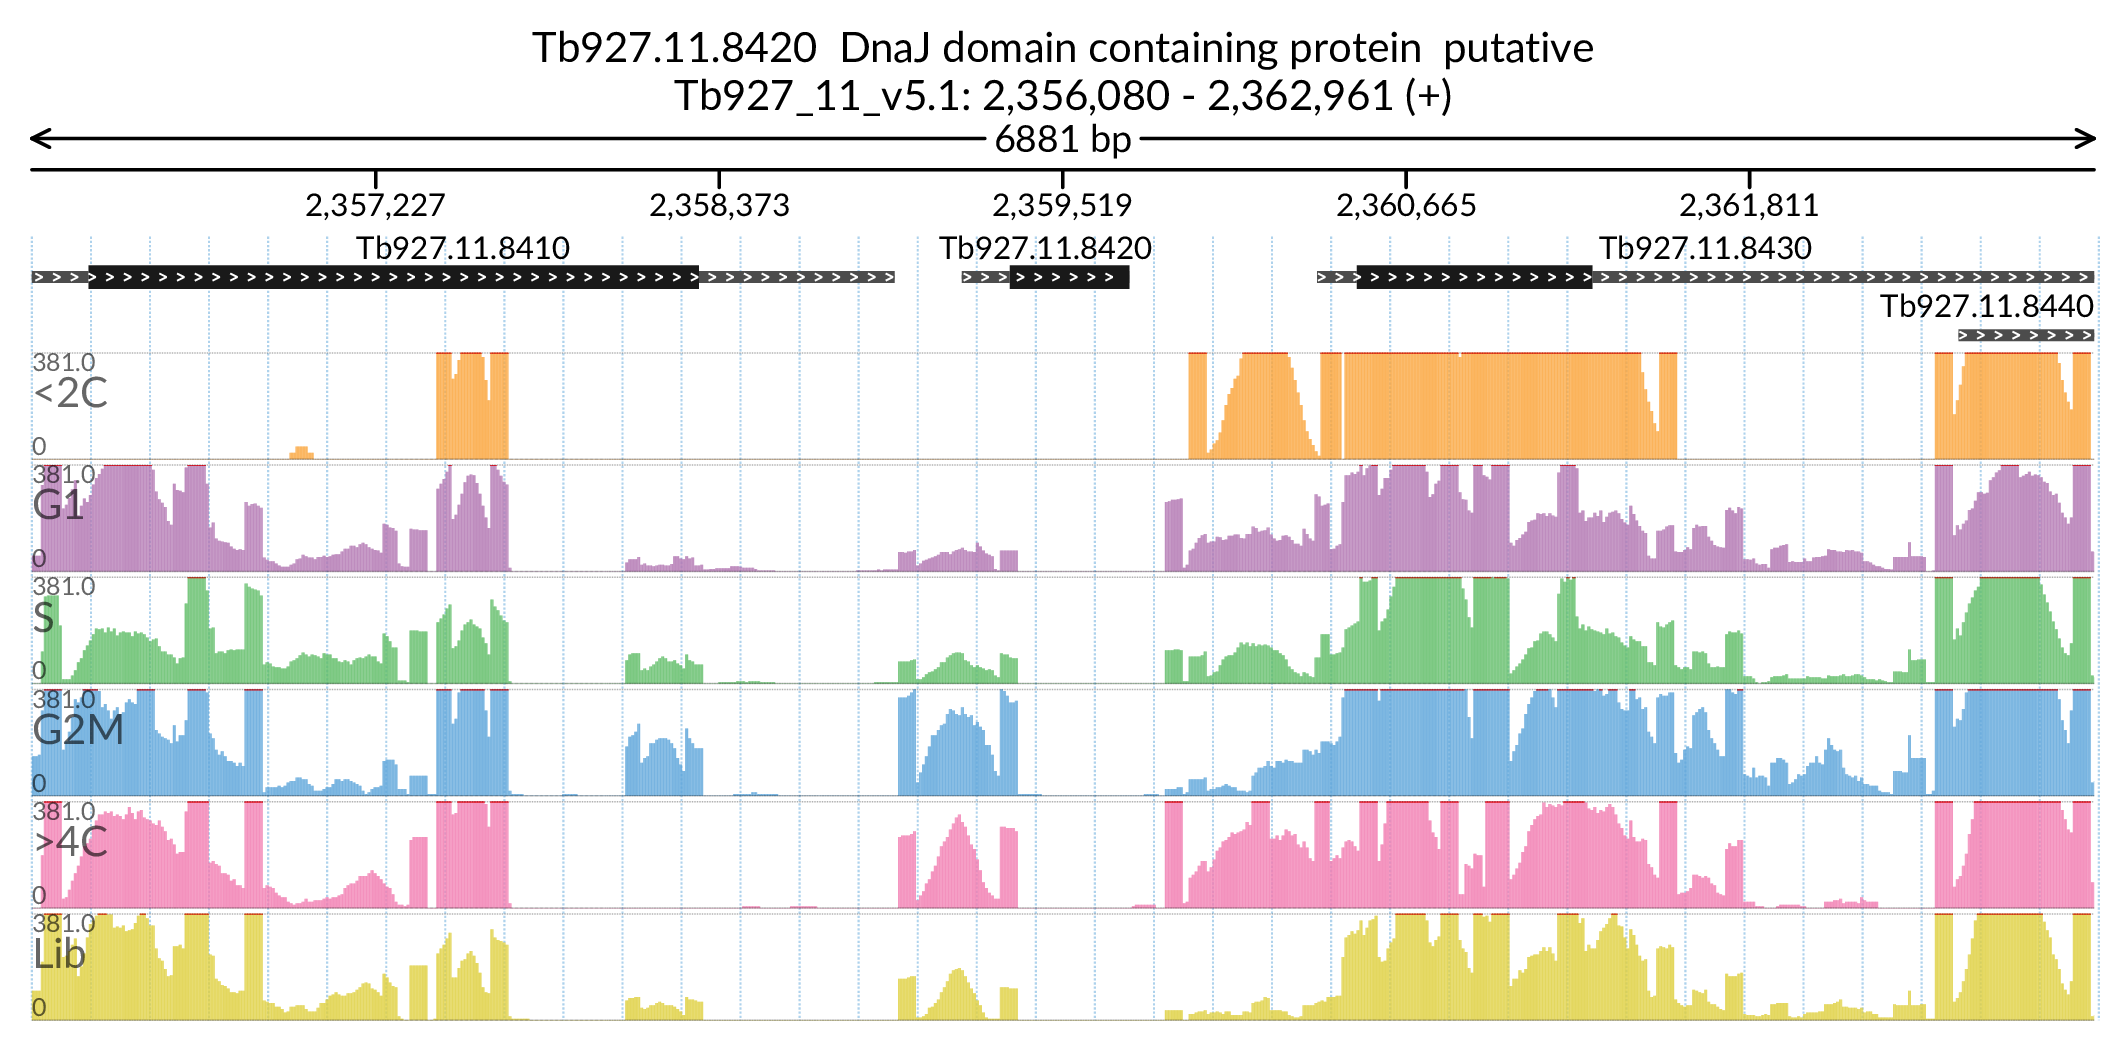 Tb927.11.8420 DnaJ domain containing protein putative
Tb927_11_v5.1: 2,356,080 - 2,362,961 (+)
6881 bp
2,357,227 2,358,373 2,359,519 2,360,665 2,361,811
Tb927.11.8410 Tb927.11.8420 Tb927.11.8430
Tb927.11.8440
381.0
<2C
0
381.0
G1
0
381.0
S
0
381.0
G2M
0
381.0
>4C
0
381.0
Lib
0